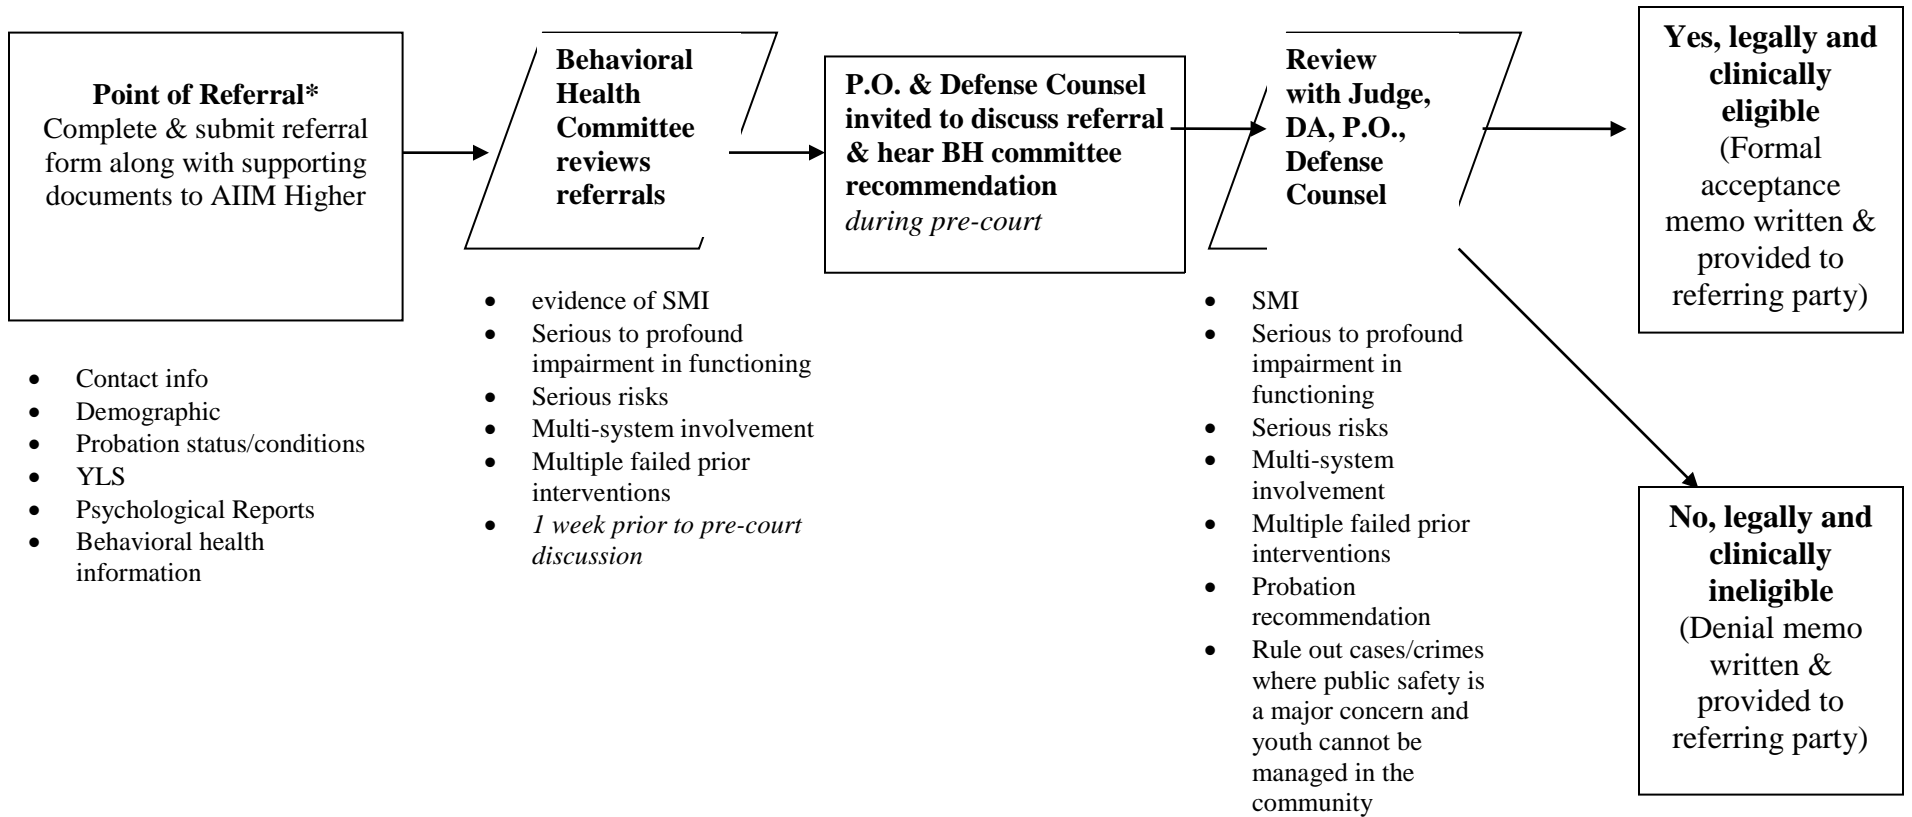 Point of Referral*
Complete & submit referral
form along with supporting
documents to AIIM Higher
• Contact info
• Demographic
• Probation status/conditions
• YLS
• Psychological Reports
• Behavioral health
information
Behavioral
Health
Committee
reviews
referrals
• evidence of SMI
• Serious to profound
impairment in functioning
• Serious risks
• Multi-system involvement
• Multiple failed prior
interventions
• 1 week prior to pre-court
discussion
P.O. & Defense Counsel
invited to discuss referral
& hear BH committee
recommendation
during pre-court
Review
with Judge,
DA, P.O.,
Defense
Counsel
• SMI
• Serious to profound
impairment in
functioning
• Serious risks
• Multi-system
involvement
• Multiple failed prior
interventions
• Probation
recommendation
• Rule out cases/crimes
where public safety is
a major concern and
youth cannot be
managed in the
community
Yes, legally and
clinically
eligible
(Formal
acceptance
memo written &
provided to
referring party)
No, legally and
clinically
ineligible
(Denial memo
written &
provided to
referring party)